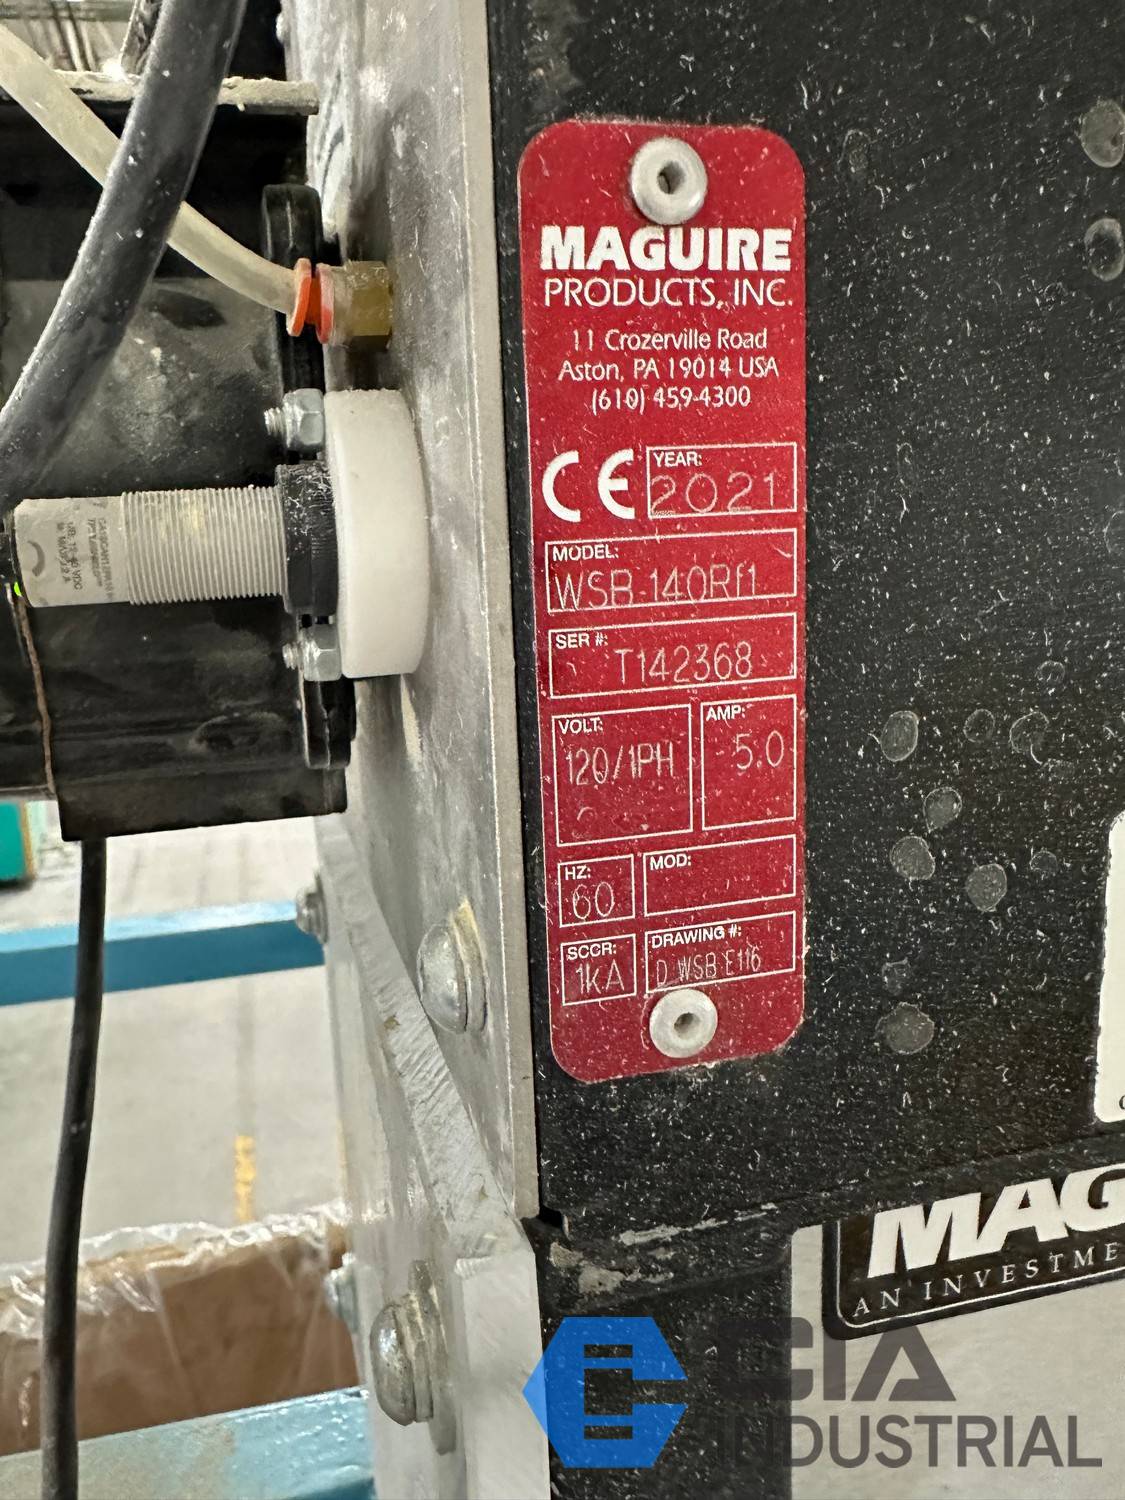 MAGUIRE
PRODUCTS, INC.
11 Crozerville Road
Aston, PA 19014 USA
(610) 459-4300
CE
YEAR:
2021
MODEL:
WSB-140Rf1
SER #:
T142368
VOLT:
120/1PH
AMP:
5.0
HZ:
60
MOD:
SCCR:
1kA
DRAWING #:
D WSB E116
MAG
AN INVESTME
CIA
INDUSTRIAL